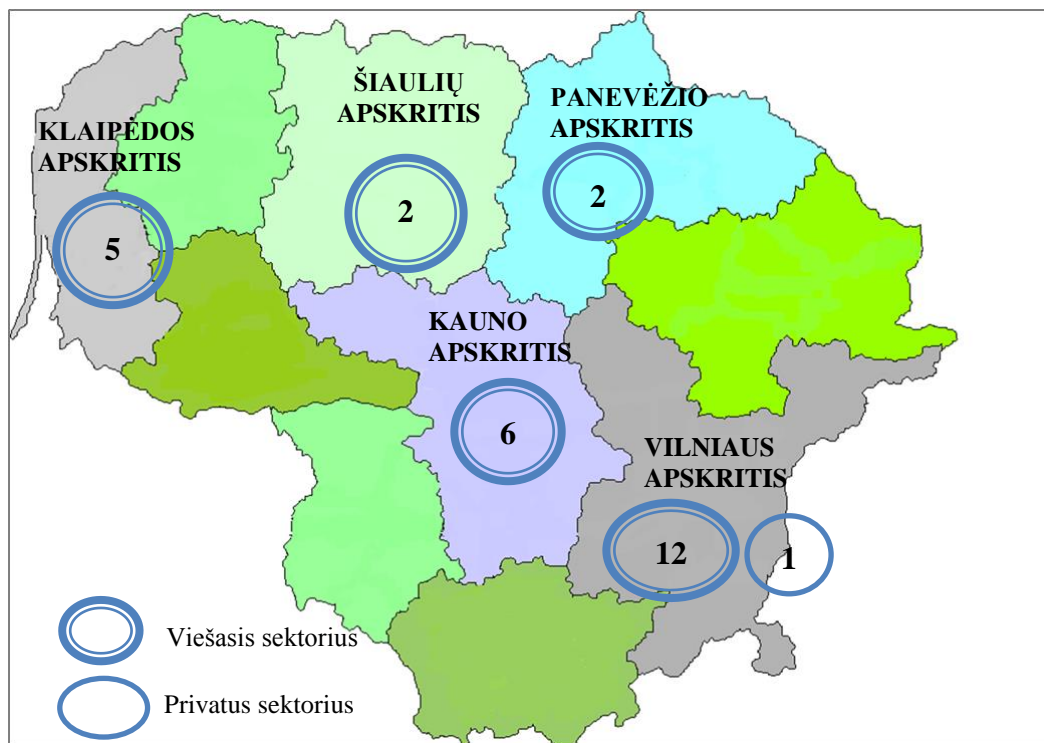 ŠIAULIŲ
APSKRITIS
2
PANEVĖŽIO
APSKRITIS
2
KLAIPĖDOS
APSKRITIS
5
KAUNO
APSKRITIS
6
VILNIAUS
APSKRITIS
12
1
Viešasis sektorius
Privatus sektorius